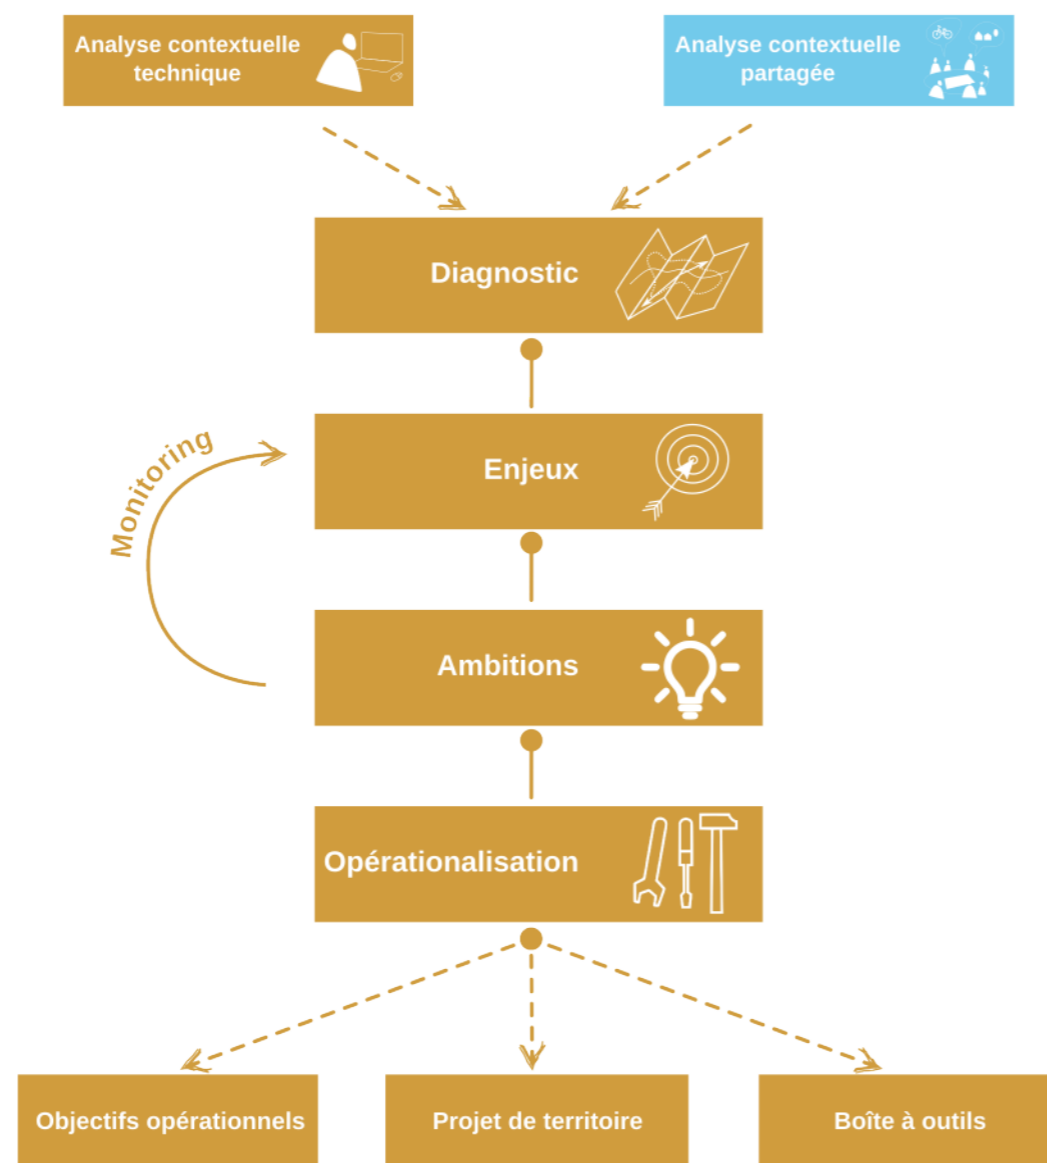 Analyse contextuelle
technique
Analyse contextuelle
partagée
Diagnostic
Monitoring
Enjeux
Ambitions
Opérationalisation
Objectifs opérationnels
Projet de territoire
Boîte à outils